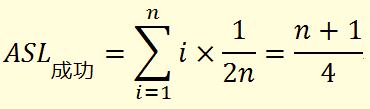 ASL成功 = ∑_{i=1}^{n} i × 1/(2n) = (n + 1)/4